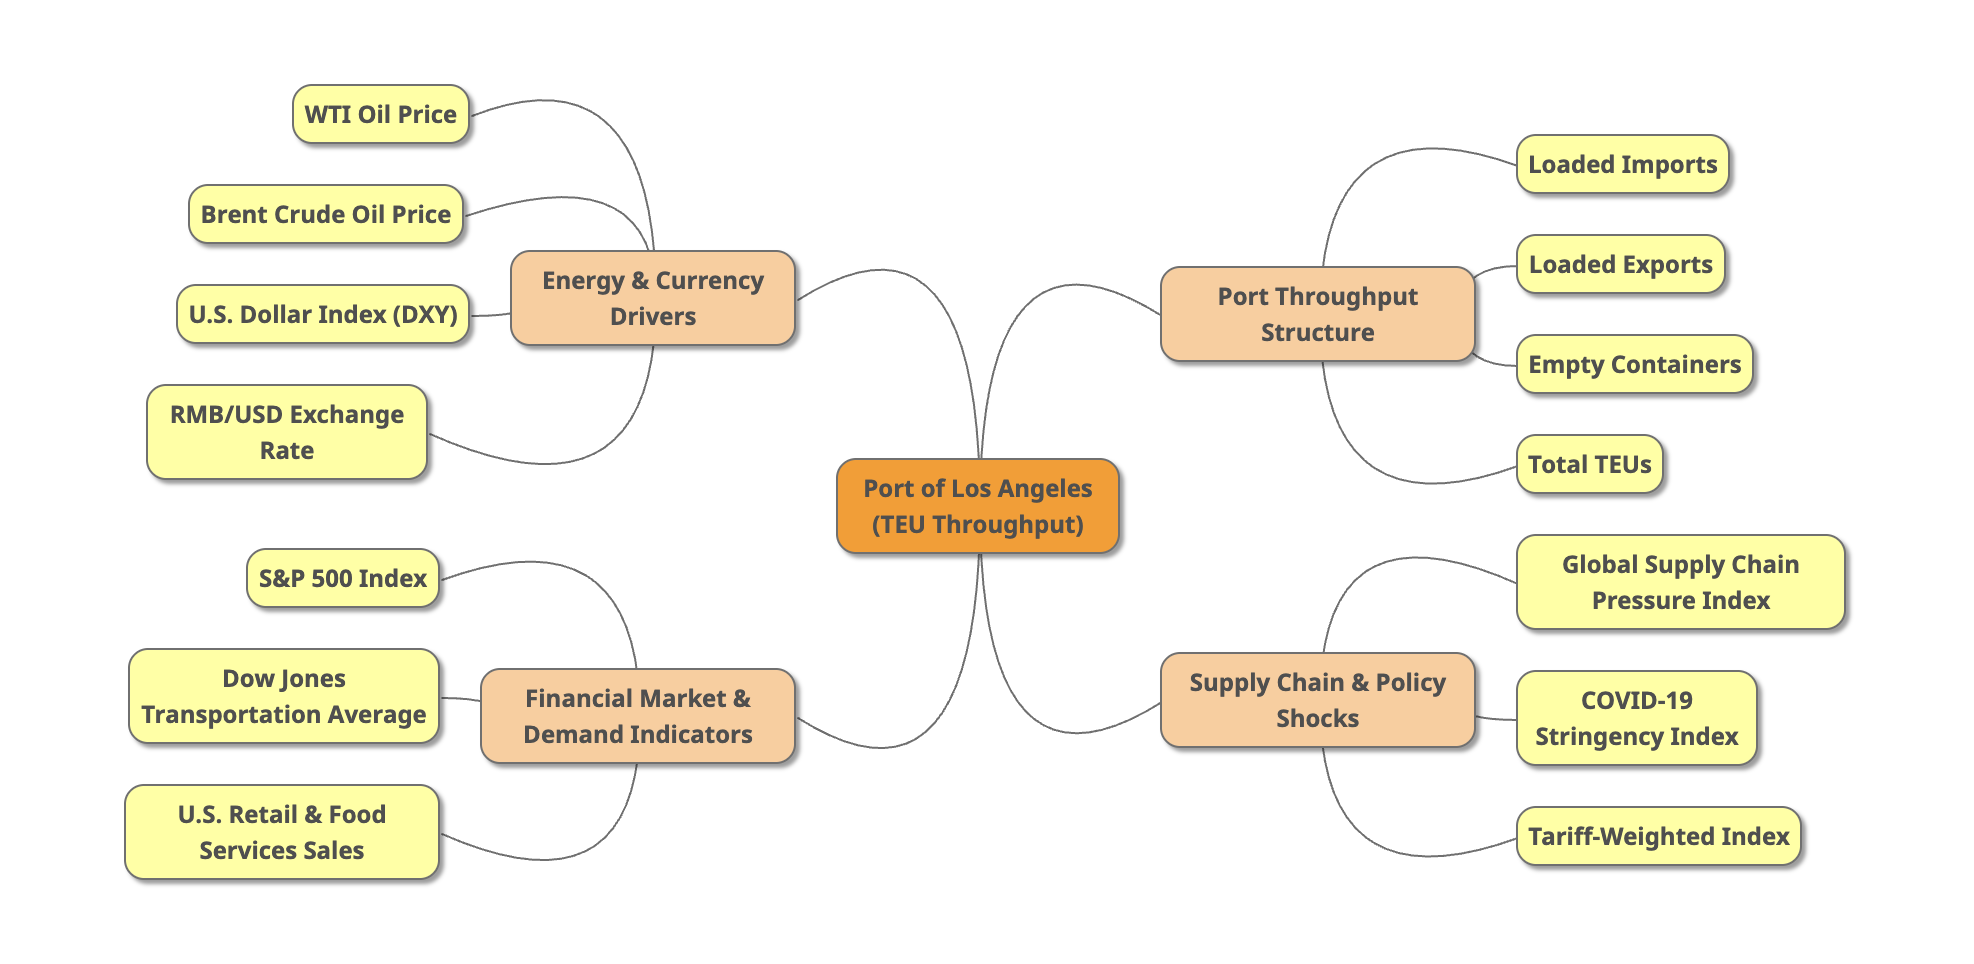 WTI Oil Price
Brent Crude Oil Price
U.S. Dollar Index (DXY)
RMB/USD Exchange
Rate
Energy & Currency
Drivers
S&P 500 Index
Dow Jones
Transportation Average
U.S. Retail & Food
Services Sales
Financial Market &
Demand Indicators
Port of Los Angeles
(TEU Throughput)
Port Throughput
Structure
Loaded Imports
Loaded Exports
Empty Containers
Total TEUs
Supply Chain & Policy
Shocks
Global Supply Chain
Pressure Index
COVID-19
Stringency Index
Tariff-Weighted Index